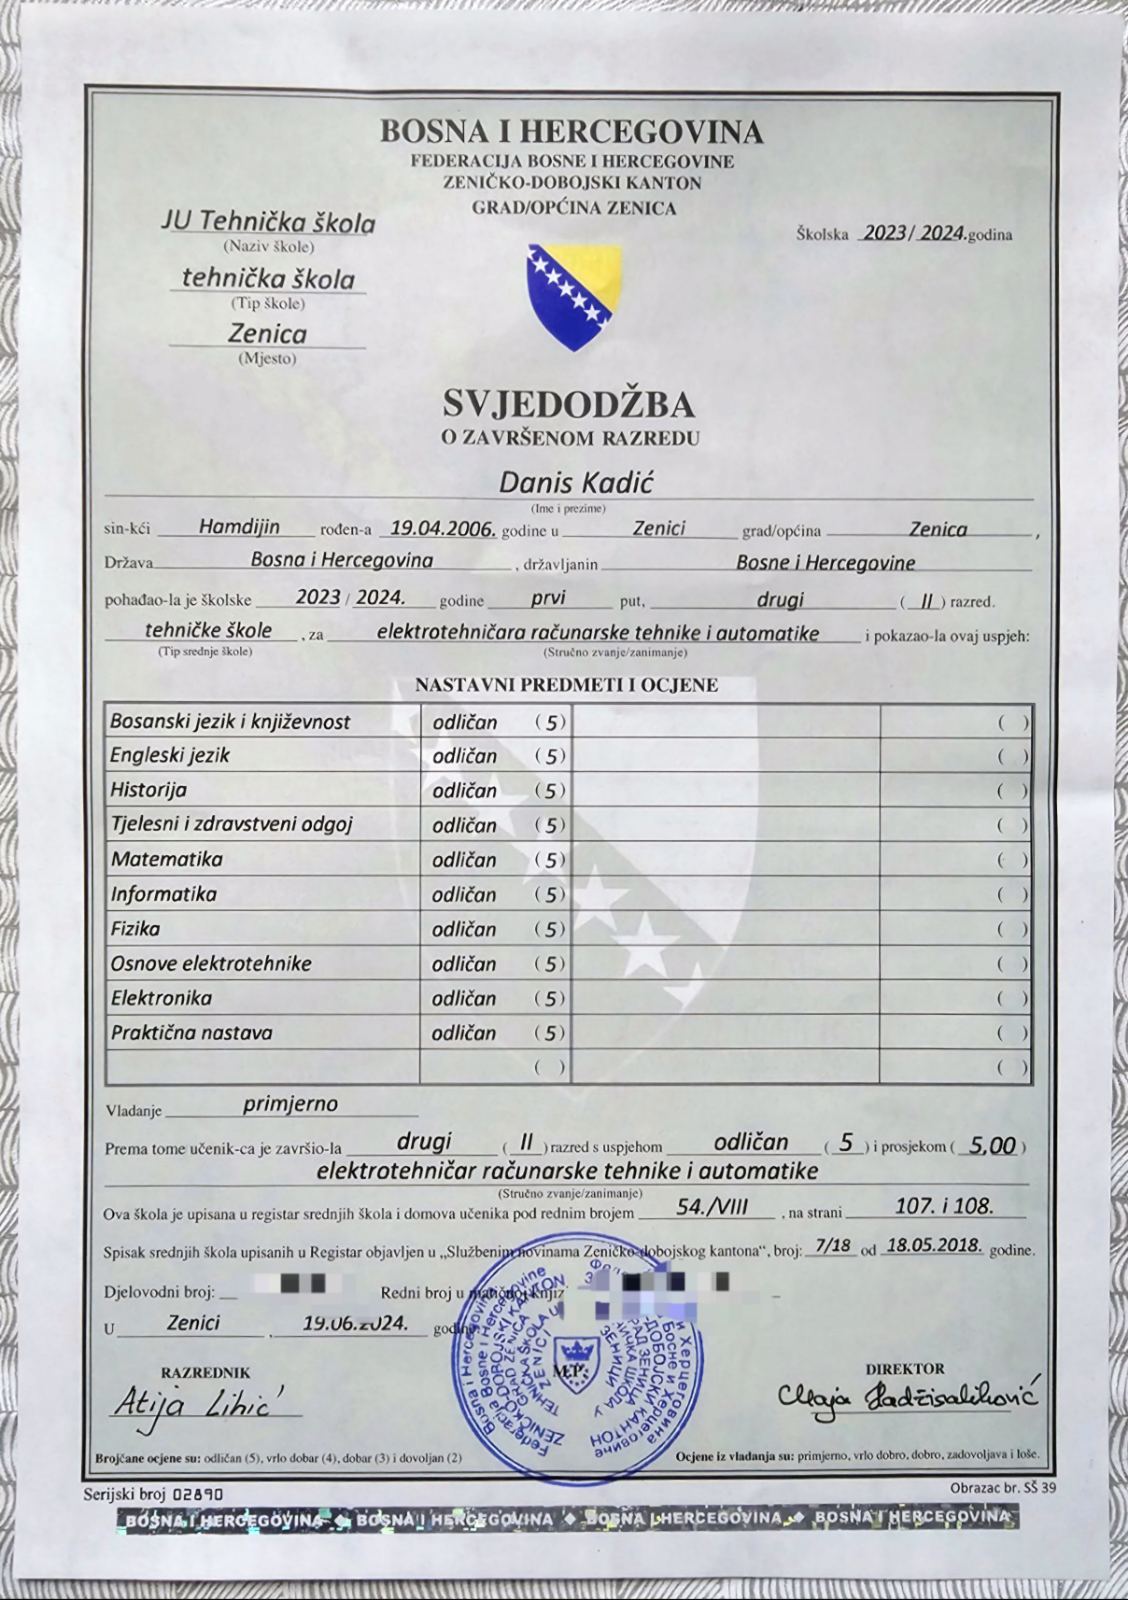 BOSNA I HERCEGOVINA
FEDERACIJA BOSNE I HERCEGOVINE
ZENIČKO-DOBOJSKI KANTON
GRAD/OPĆINA ZENICA
JU Tehnička škola
(Naziv škole)
Školska 2023/2024.godina
tehnička škola
(Tip škole)
Zenica
(Mjesto)
SVJEDODŽBA
O ZAVRŠENOM RAZREDU
Danis Kadić
(Ime i prezime)
sin-kći Hamdijin rođen-a 19.04.2006. godine u Zenici grad/općina Zenica ,
Država Bosna i Hercegovina , državljanin Bosne i Hercegovine
pohađao-la je školske 2023/2024. godine prvi put, drugi ( II ) razred.
tehničke škole , za elektrotehničara računarske tehnike i automatike i pokazao-la ovaj uspjeh:
(Tip srednje škole) (Stručno zvanje/zanimanje)
NASTAVNI PREDMETI I OCJENE
Bosanski jezik i književnost odličan (5) ( )
Engleski jezik odličan (5) ( )
Historija odličan (5) ( )
Tjelesni i zdravstveni odgoj odličan (5) ( )
Matematika odličan (5) ( )
Informatika odličan (5) ( )
Fizika odličan (5) ( )
Osnove elektrotehnike odličan (5) ( )
Elektronika odličan (5) ( )
Praktična nastava odličan (5) ( )
( ) ( )
Vladanje primjerno
Prema tome učenik-ca je završio-la drugi ( II ) razred s uspjehom odličan ( 5 ) i prosjekom ( 5,00 )
elektrotehničar računarske tehnike i automatike
(Stručno zvanje/zanimanje)
Ova škola je upisana u registar srednjih škola i domova učenika pod rednim brojem 54./VIII , na strani 107. i 108.
Spisak srednjih škola upisanih u Registar objavljen u „Službenim novinama Zeničko-dobojskog kantona“, broj: 7/18 od 18.05.2018. godine.
Djelovodni broj: Redni broj u matičnoj knjizi
U Zenici , 19.06.2024. godine
RAZREDNIK
M.P.
DIREKTOR
Atija Lihić
Maja Hadžisalihović
Brojčane ocjene su: odličan (5), vrlo dobar (4), dobar (3) i dovoljan (2)
Ocjene iz vladanja su: primjerno, vrlo dobro, dobro, zadovoljava i loše.
Serijski broj 02890
Obrazac br. SŠ 39
BOSNA I HERCEGOVINA ◆ BOSNA I HERCEGOVINA ◆ BOSNA I HERCEGOVINA ◆ BOSNA I HERCEGOVINA